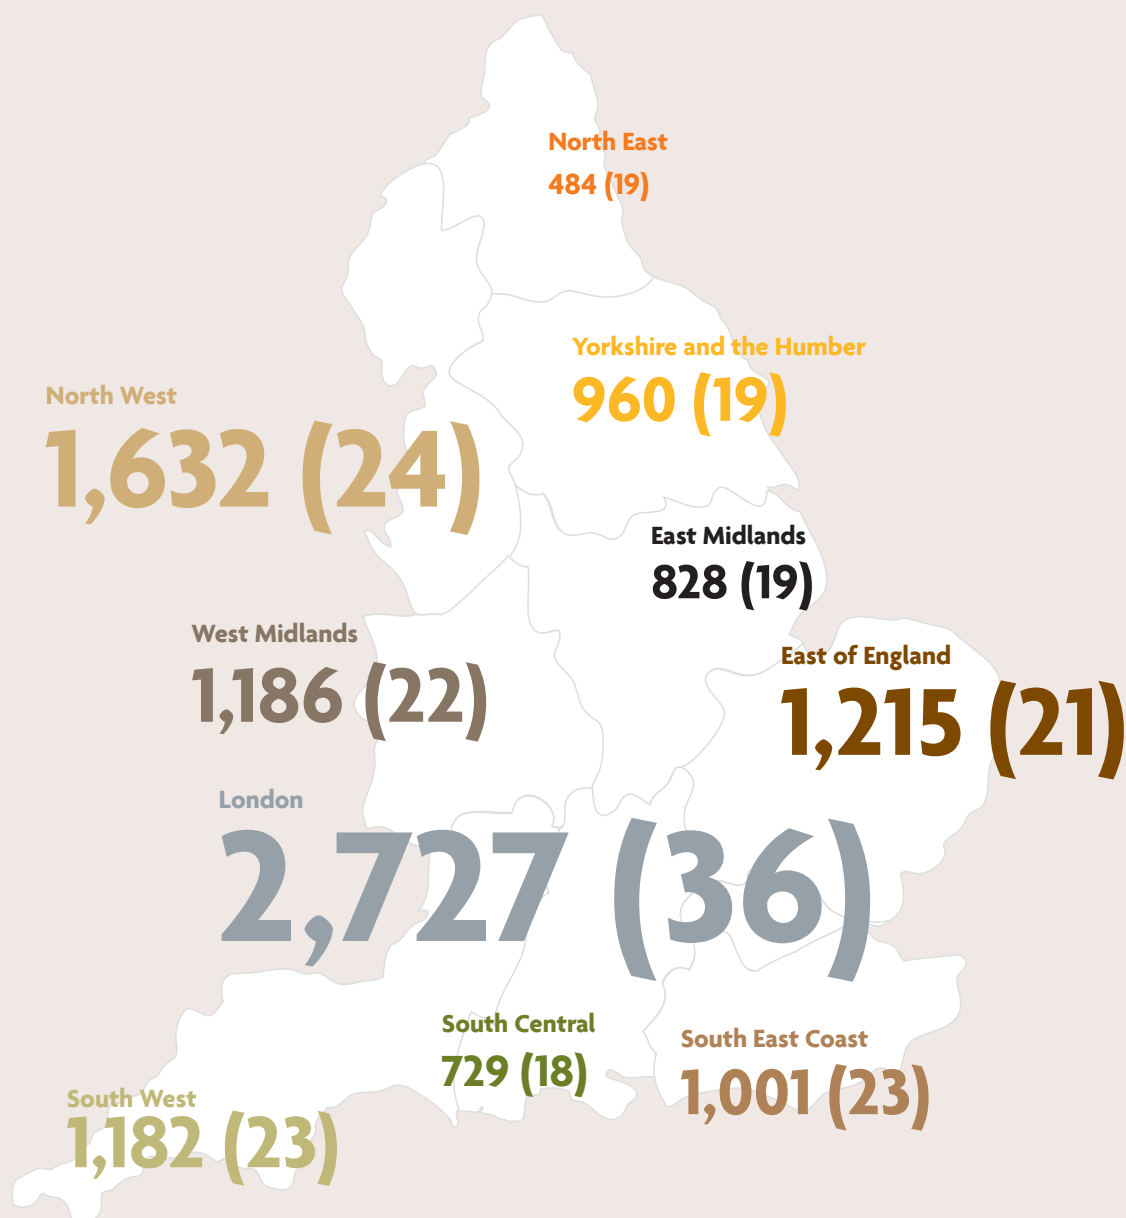 North East
484 (19)
Yorkshire and the Humber
960 (19)
North West
1,632 (24)
East Midlands
828 (19)
West Midlands
1,186 (22)
East of England
1,215 (21)
London
2,727 (36)
South Central
729 (18)
South East Coast
1,001 (23)
South West
1,182 (23)